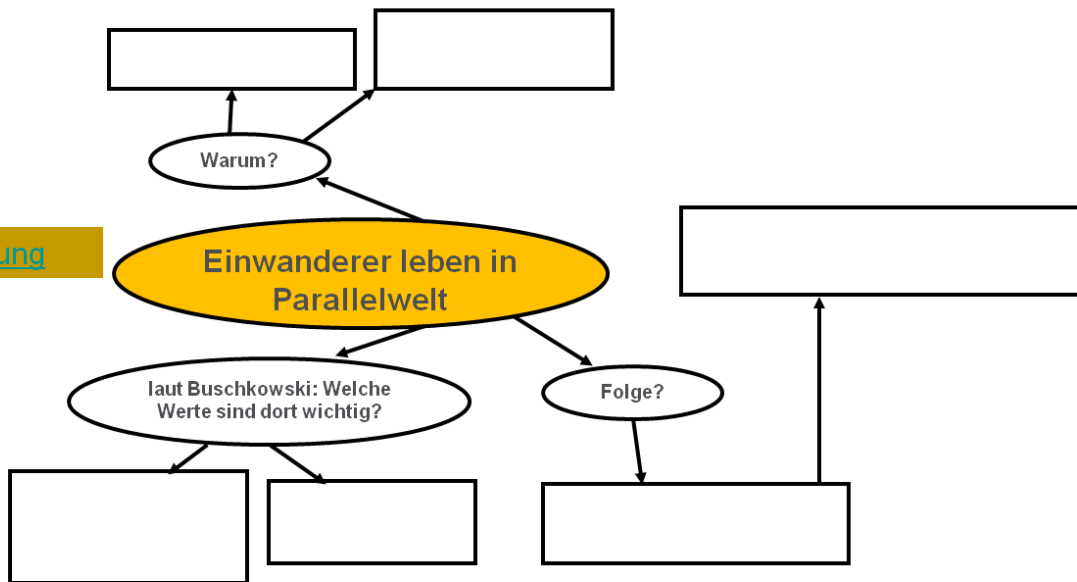 Warum?
ung
Einwanderer leben in
Parallelwelt
laut Buschkowski: Welche
Werte sind dort wichtig?
Folge?